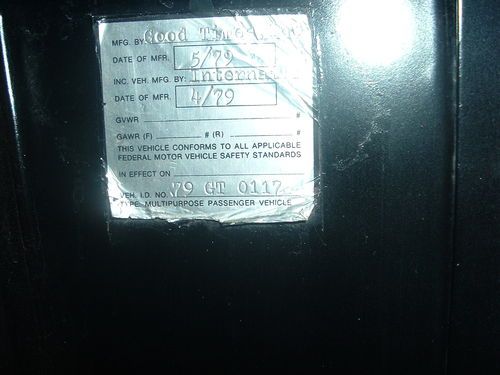 MFG. BY: Good Time
DATE OF MFR. 5/79
INC. VEH. MFG. BY:
DATE OF MFR. 4/79
GVWR #
GAWR (F) # (R) #
THIS VEHICLE CONFORMS TO ALL APPLICABLE
FEDERAL MOTOR VEHICLE SAFETY STANDARDS
IN EFFECT ON
VEH. I.D. NO. 79 GT 0117
TYPE: MULTIPURPOSE PASSENGER VEHICLE